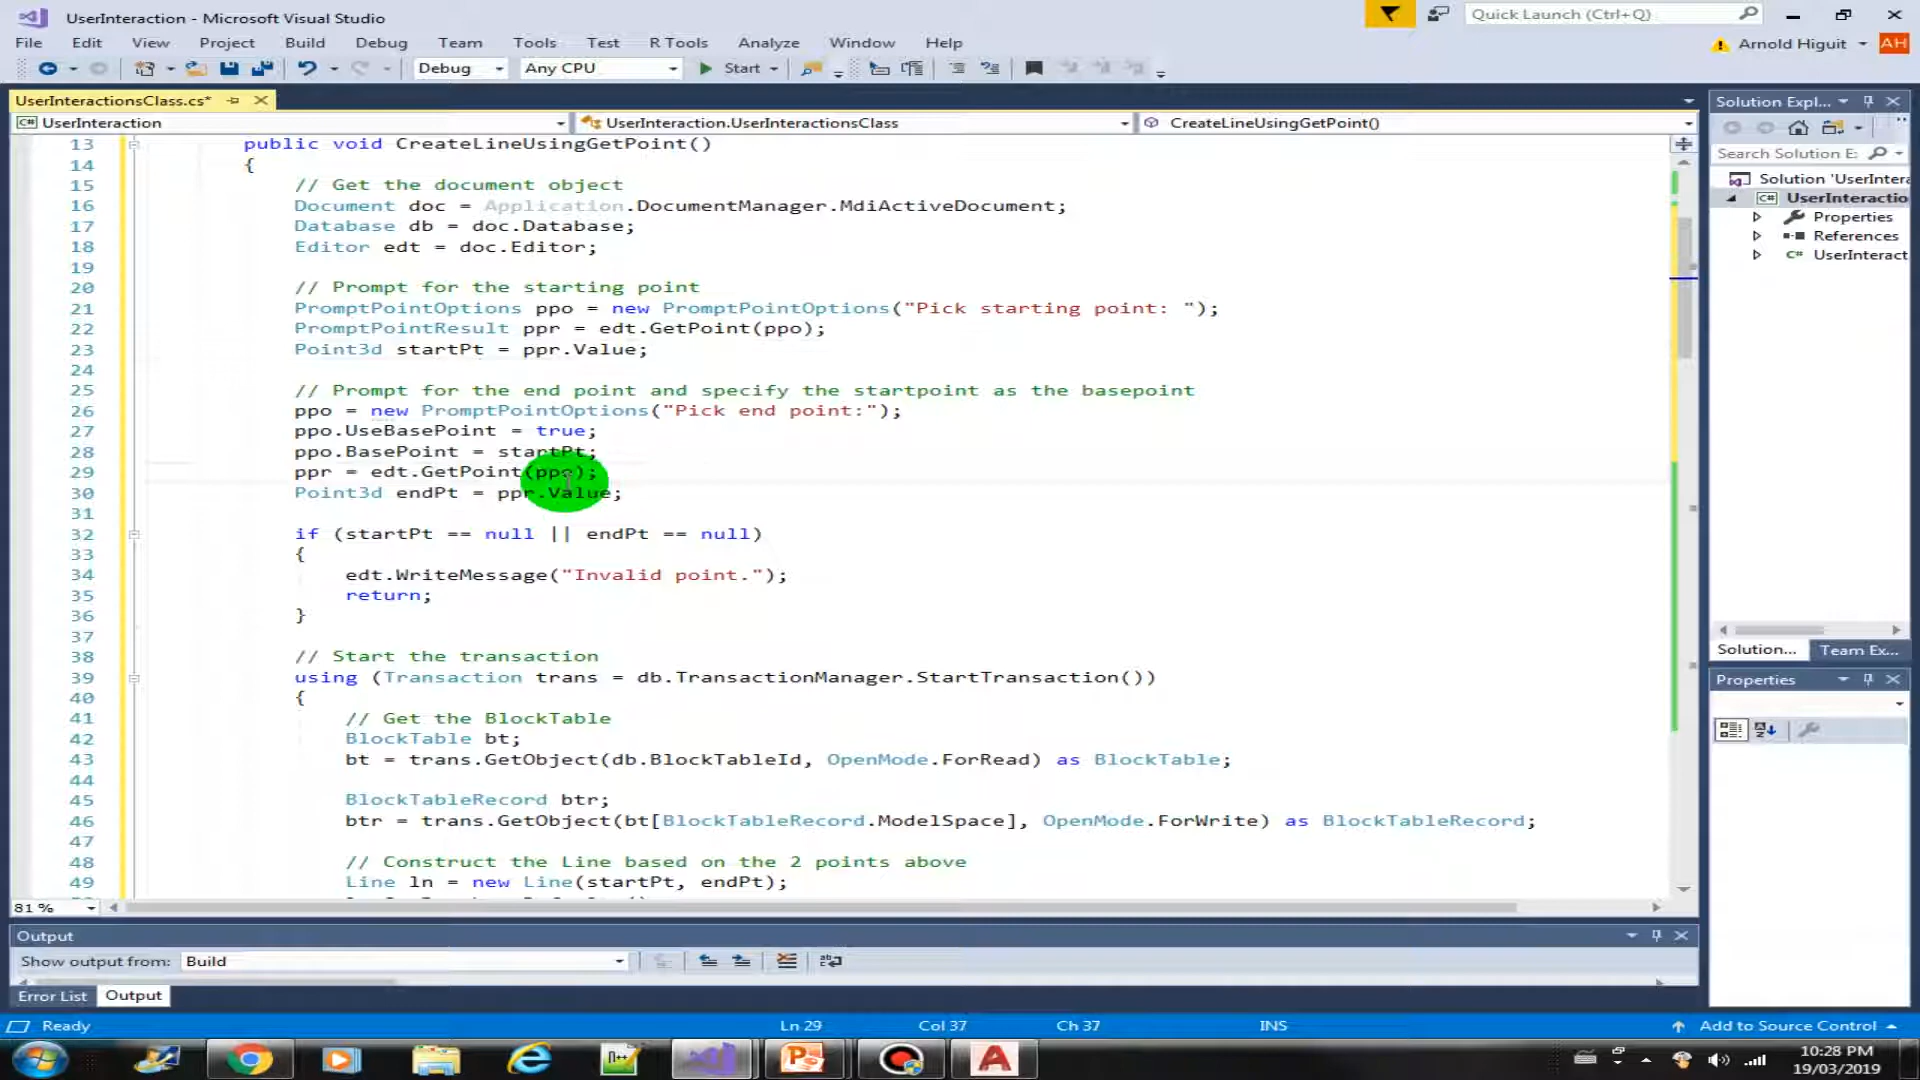 UserInteraction - Microsoft Visual Studio
Quick Launch (Ctrl+Q)
File Edit View Project Build Debug Team Tools Test R Tools Analyze Window Help
Arnold Higuit AH
Debug Any CPU Start
UserInteractionsClass.cs*
UserInteraction UserInteraction.UserInteractionsClass CreateLineUsingGetPoint()
13 public void CreateLineUsingGetPoint()
14 {
15 // Get the document object
16 Document doc = Application.DocumentManager.MdiActiveDocument;
17 Database db = doc.Database;
18 Editor edt = doc.Editor;
19
20 // Prompt for the starting point
21 PromptPointOptions ppo = new PromptPointOptions("Pick starting point: ");
22 PromptPointResult ppr = edt.GetPoint(ppo);
23 Point3d startPt = ppr.Value;
24
25 // Prompt for the end point and specify the startpoint as the basepoint
26 ppo = new PromptPointOptions("Pick end point:");
27 ppo.UseBasePoint = true;
28 ppo.BasePoint = startPt;
29 ppr = edt.GetPoint(ppo);
30 Point3d endPt = ppr.Value;
31
32 if (startPt == null || endPt == null)
33 {
34 edt.WriteMessage("Invalid point.");
35 return;
36 }
37
38 // Start the transaction
39 using (Transaction trans = db.TransactionManager.StartTransaction())
40 {
41 // Get the BlockTable
42 BlockTable bt;
43 bt = trans.GetObject(db.BlockTableId, OpenMode.ForRead) as BlockTable;
44
45 BlockTableRecord btr;
46 btr = trans.GetObject(bt[BlockTableRecord.ModelSpace], OpenMode.ForWrite) as BlockTableRecord;
47
48 // Construct the Line based on the 2 points above
49 Line ln = new Line(startPt, endPt);
81 %
Solution Expl...
Search Solution E:
Solution 'UserIntera
UserInteractio
Properties
References
UserInteract
Solution... Team Ex...
Properties
Output
Show output from: Build
Error List Output
Ready Ln 29 Col 37 Ch 37 INS Add to Source Control
10:28 PM
19/03/2019